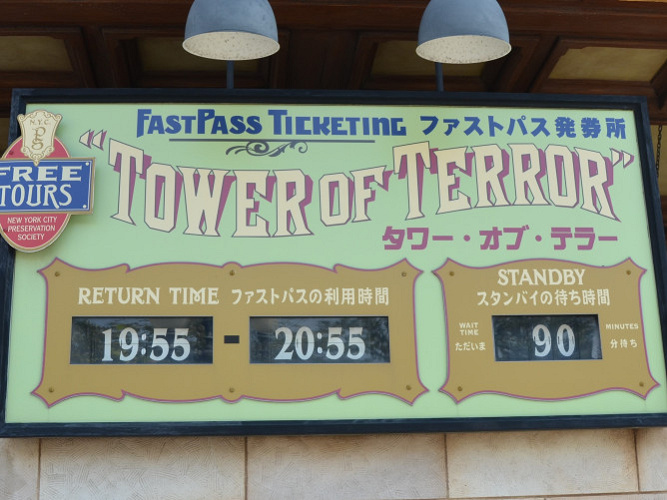 FASTPASS TICKETING ファストパス発券所
N.Y.C.
PS
FREE
TOURS
NEW YORK CITY
PRESERVATION
SOCIETY
"TOWER OF TERROR"
タワー・オブ・テラー
RETURN TIME ファストパスの利用時間
19:55 - 20:55
STANDBY
スタンバイの待ち時間
WAIT
TIME
ただいま
90
MINUTES
分待ち